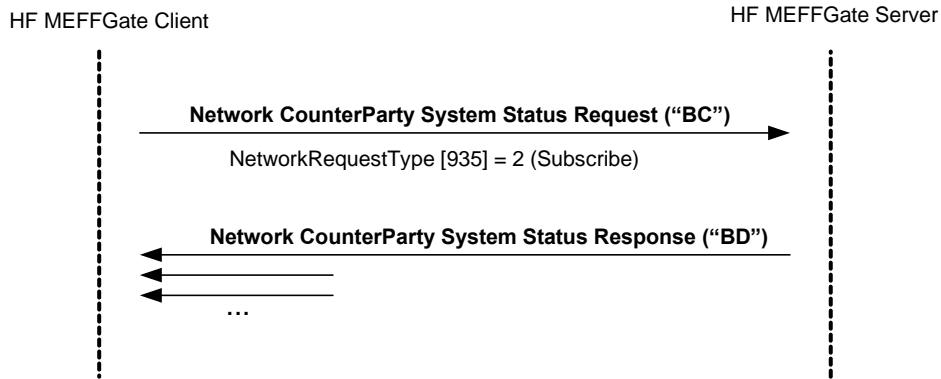 HF MEFFGate Client
HF MEFFGate Server
Network CounterParty System Status Request (“BC”)
NetworkRequestType [935] = 2 (Subscribe)
Network CounterParty System Status Response (“BD”)
...